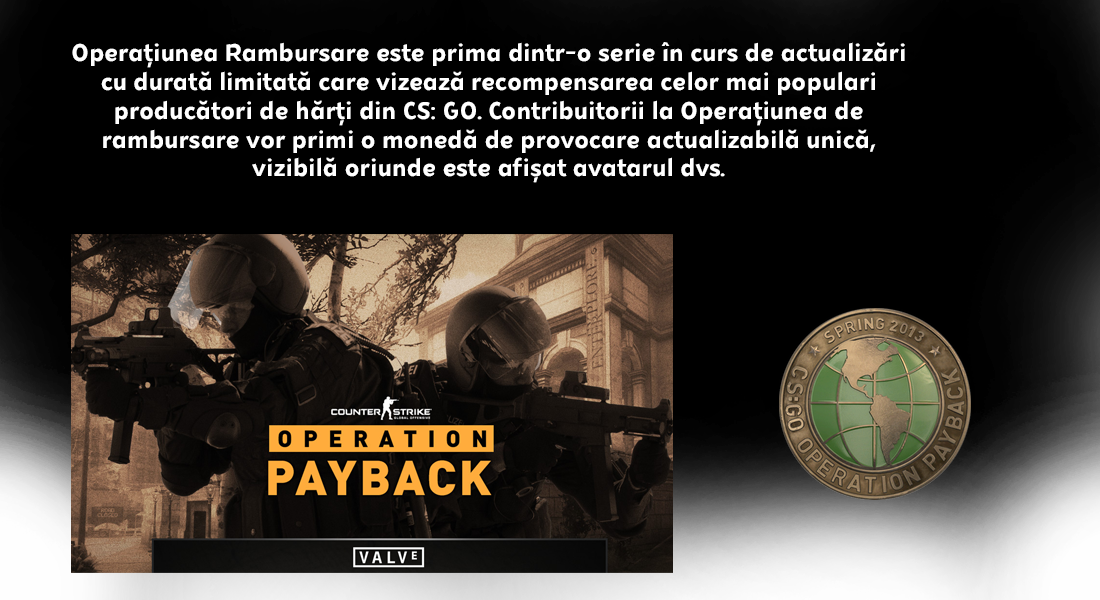 Operațiunea Rambursare este prima dintr-o serie în curs de actualizări
cu durată limitată care vizează recompensarea celor mai populari
producători de hărți din CS: GO. Contribuitorii la Operațiunea de
rambursare vor primi o monedă de provocare actualizabilă unică,
vizibilă oriunde este afișat avatarul dvs.
COUNTER STRIKE
GLOBAL OFFENSIVE
OPERATION
PAYBACK
VALVE
SPRING 2013
CS:GO OPERATION PAYBACK